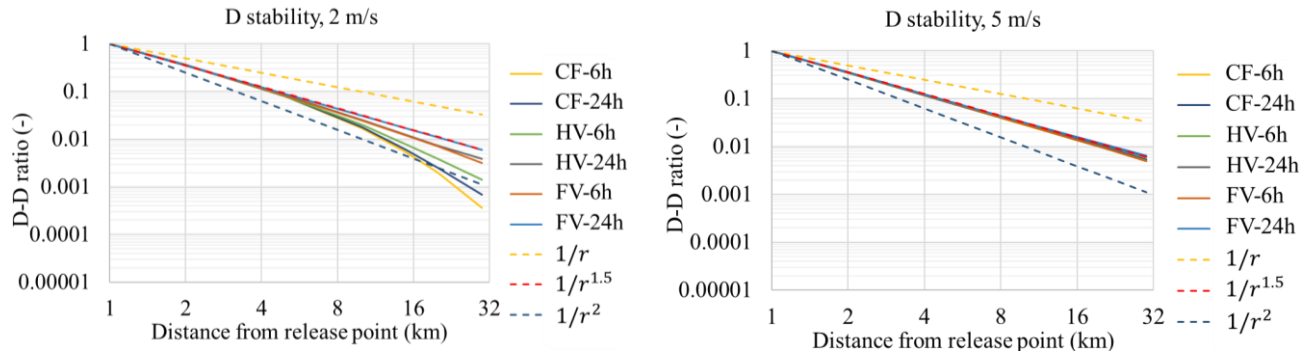 D stability, 2 m/s
D-D ratio (-)
1
0.1
0.01
0.001
0.0001
0.00001
1 2 4 8 16 32
Distance from release point (km)
CF-6h
CF-24h
HV-6h
HV-24h
FV-6h
FV-24h
1/r
1/r^1.5
1/r^2
D stability, 5 m/s
D-D ratio (-)
1
0.1
0.01
0.001
0.0001
0.00001
1 2 4 8 16 32
Distance from release point (km)
CF-6h
CF-24h
HV-6h
HV-24h
FV-6h
FV-24h
1/r
1/r^1.5
1/r^2